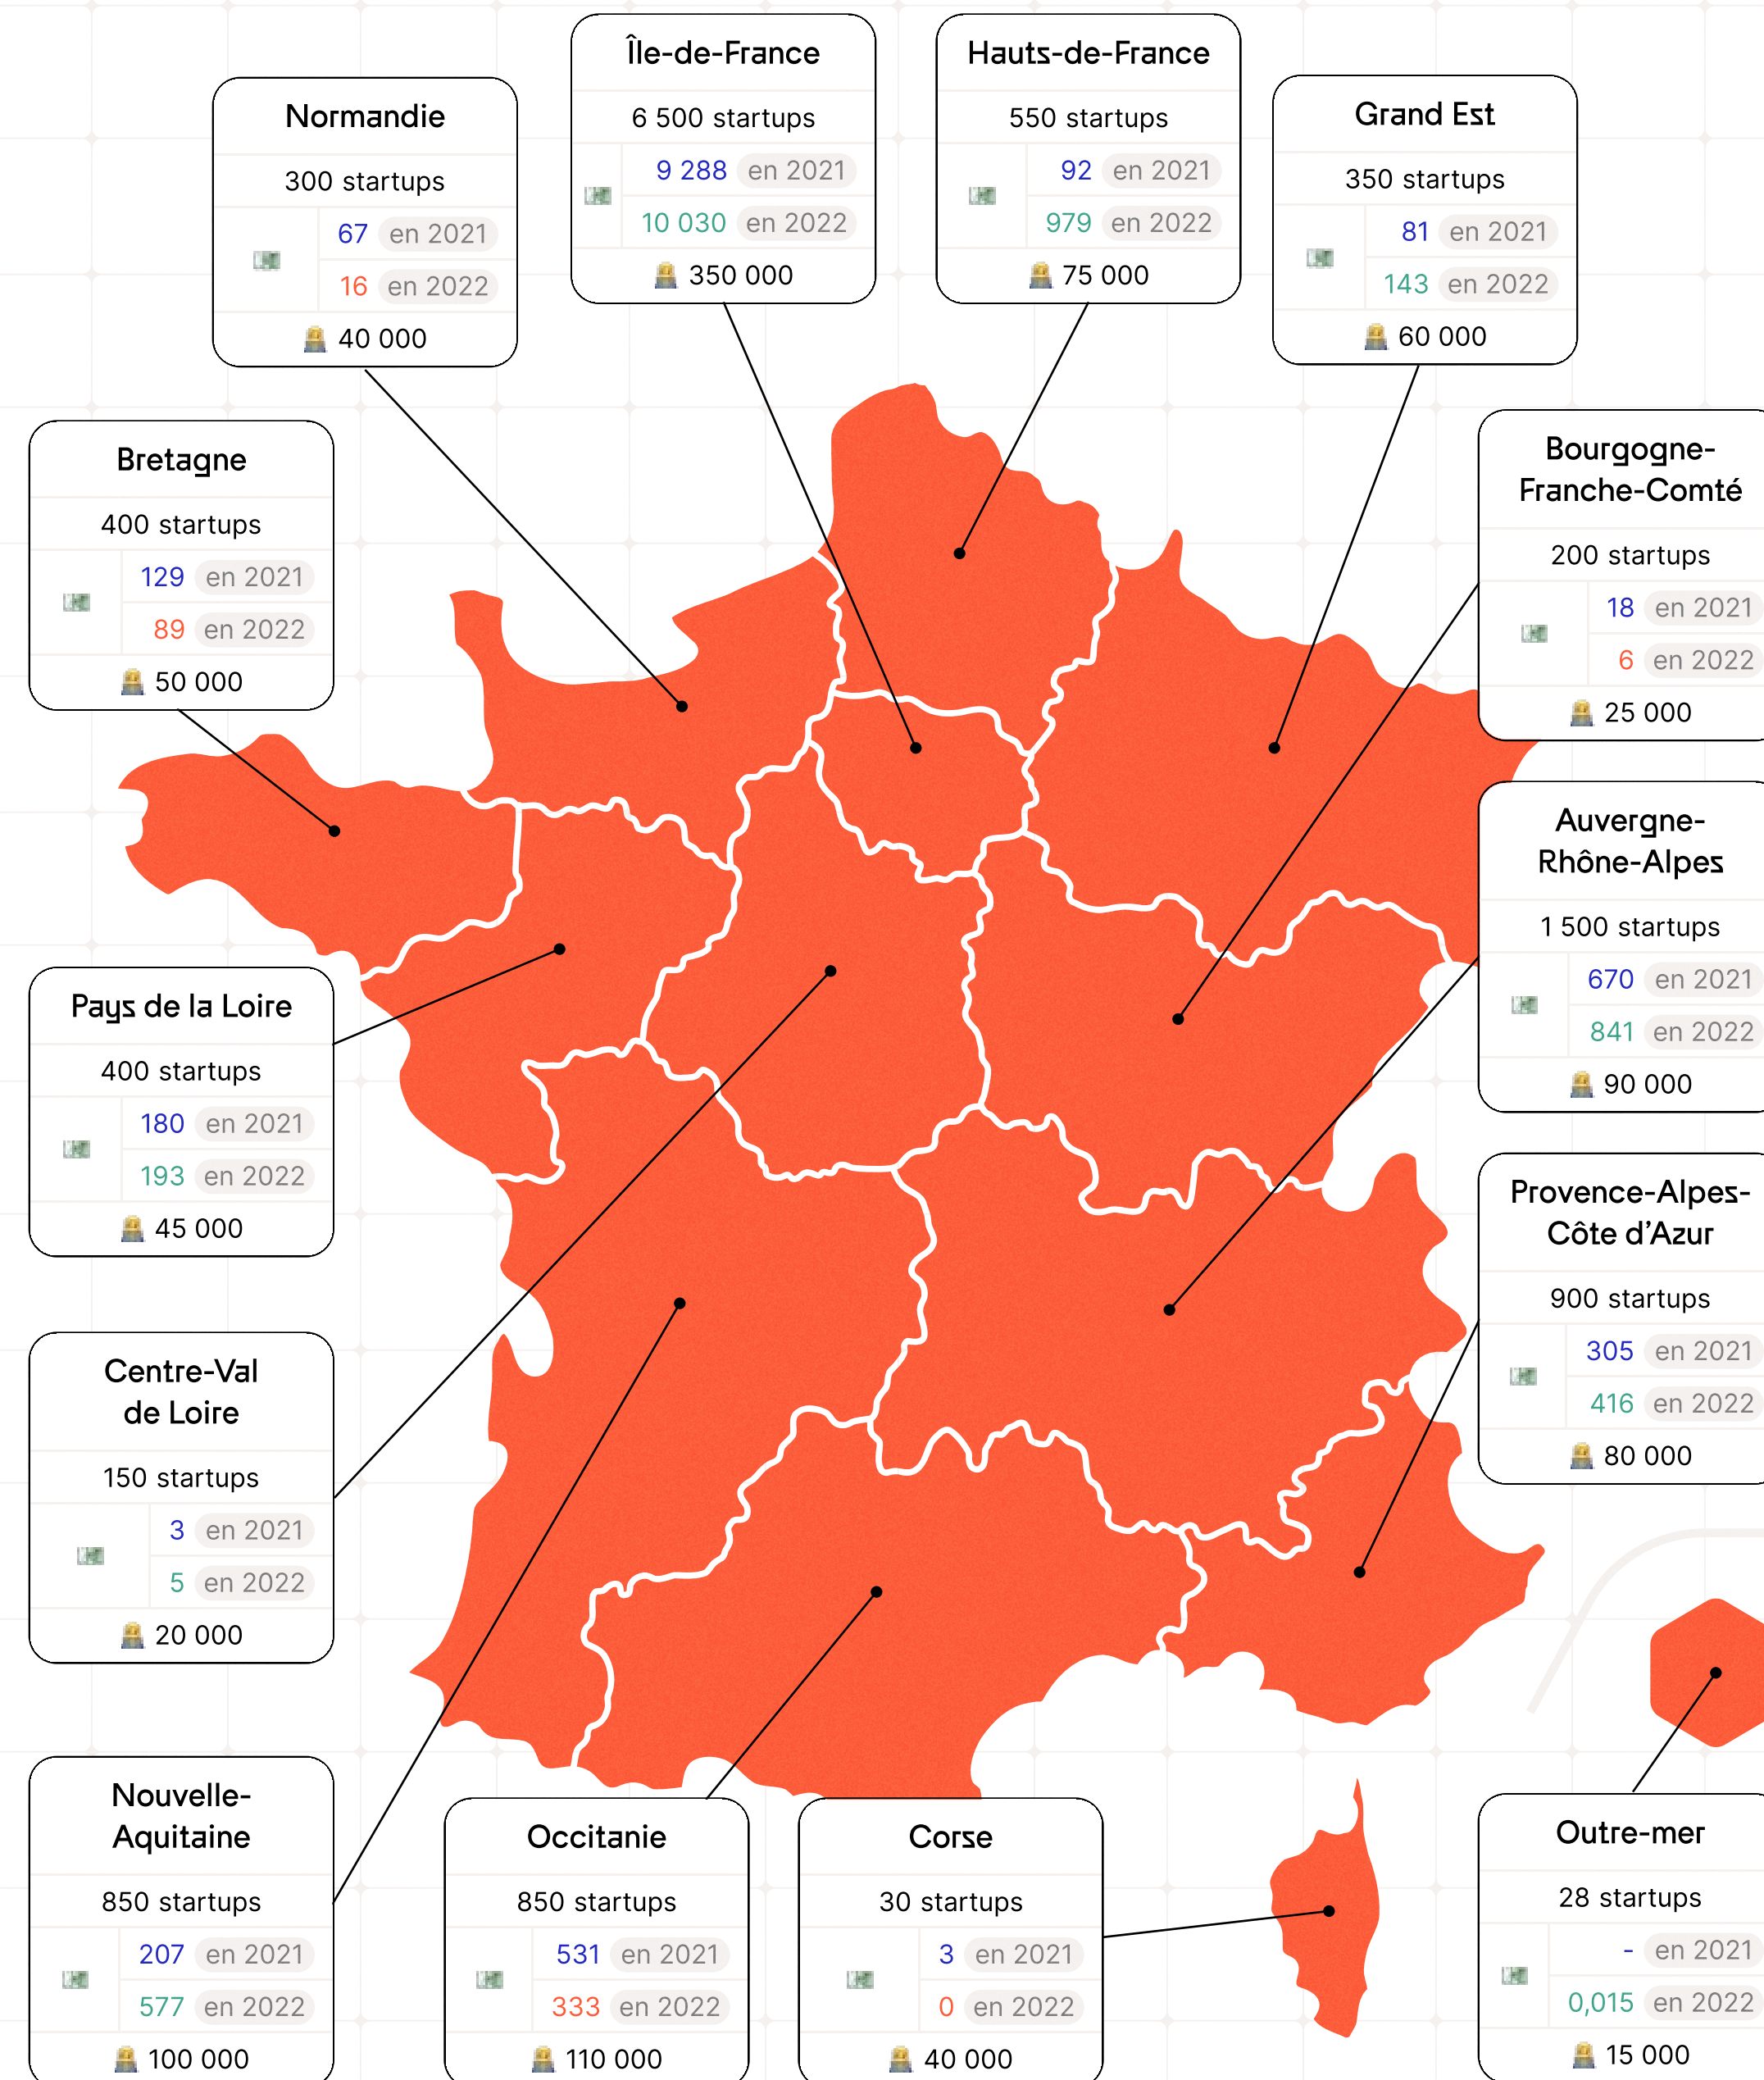 Île-de-France
6 500 startups
9 288 en 2021
10 030 en 2022
350 000
Hauts-de-France
550 startups
92 en 2021
979 en 2022
75 000
Normandie
300 startups
67 en 2021
16 en 2022
40 000
Grand Est
350 startups
81 en 2021
143 en 2022
60 000
Bretagne
400 startups
129 en 2021
89 en 2022
50 000
Bourgogne-
Franche-Comté
200 startups
18 en 2021
6 en 2022
25 000
Auvergne-
Rhône-Alpes
1 500 startups
670 en 2021
841 en 2022
90 000
Pays de la Loire
400 startups
180 en 2021
193 en 2022
45 000
Provence-Alpes-
Côte d’Azur
900 startups
305 en 2021
416 en 2022
80 000
Centre-Val
de Loire
150 startups
3 en 2021
5 en 2022
20 000
Nouvelle-
Aquitaine
850 startups
207 en 2021
577 en 2022
100 000
Occitanie
850 startups
531 en 2021
333 en 2022
110 000
Corse
30 startups
3 en 2021
0 en 2022
40 000
Outre-mer
28 startups
- en 2021
0,015 en 2022
15 000